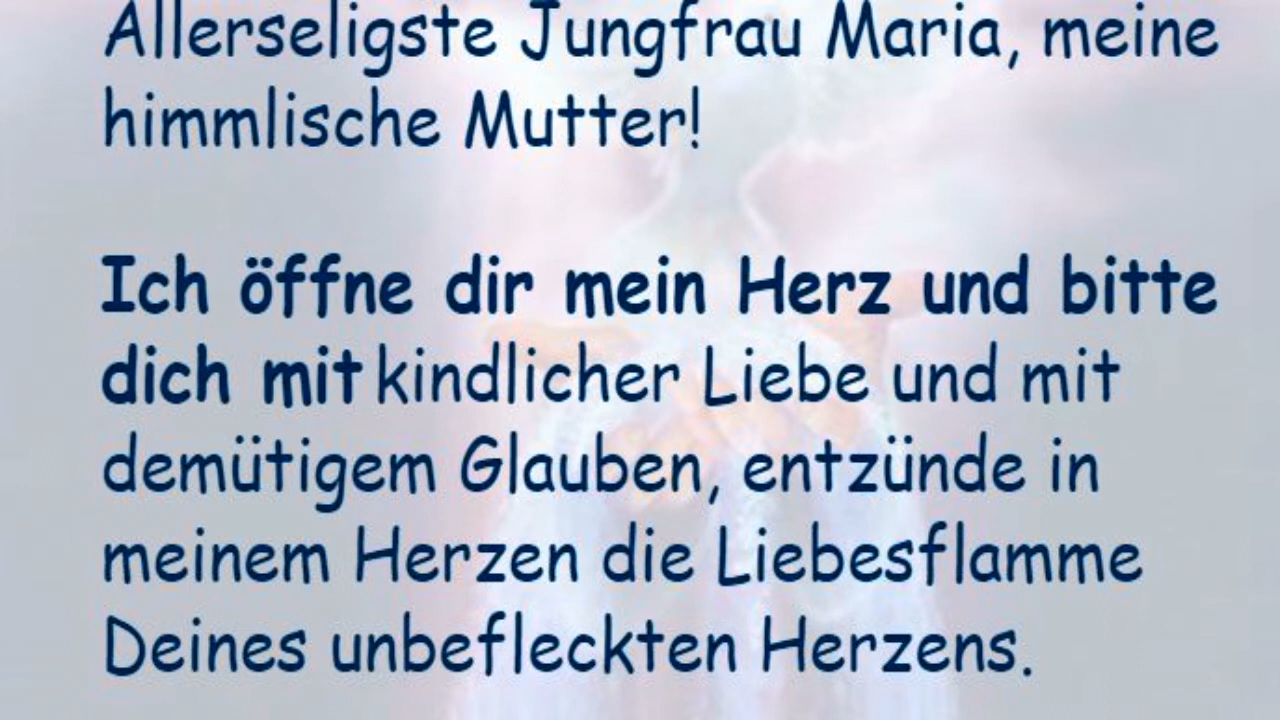 Allerseligste Jungfrau Maria, meine
himmlische Mutter!
Ich öffne dir mein Herz und bitte
dich mit kindlicher Liebe und mit
demütigem Glauben, entzünde in
meinem Herzen die Liebesflamme
Deines unbefleckten Herzens.